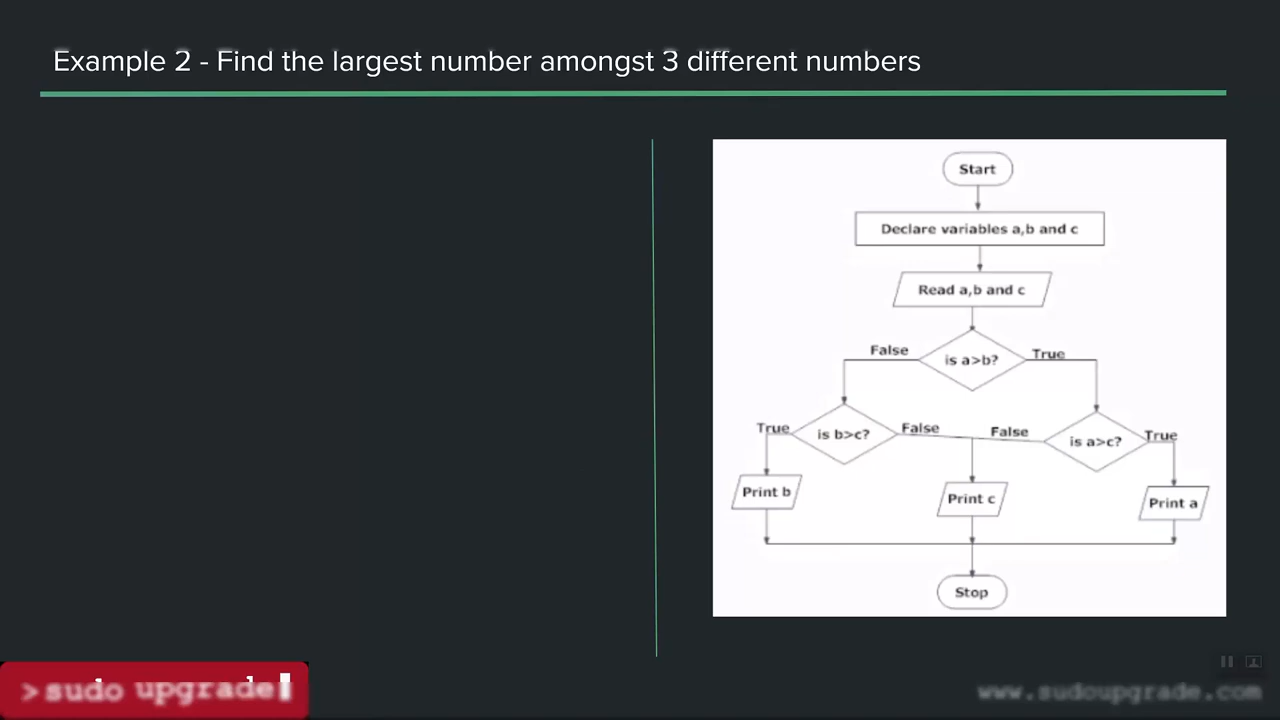 Example 2 - Find the largest number amongst 3 different numbers
Start
Declare variables a,b and c
Read a,b and c
False
is a>b?
True
True
is b>c?
False
False
is a>c?
True
Print b
Print c
Print a
Stop
>sudo upgrade
www.sudoupgrade.com